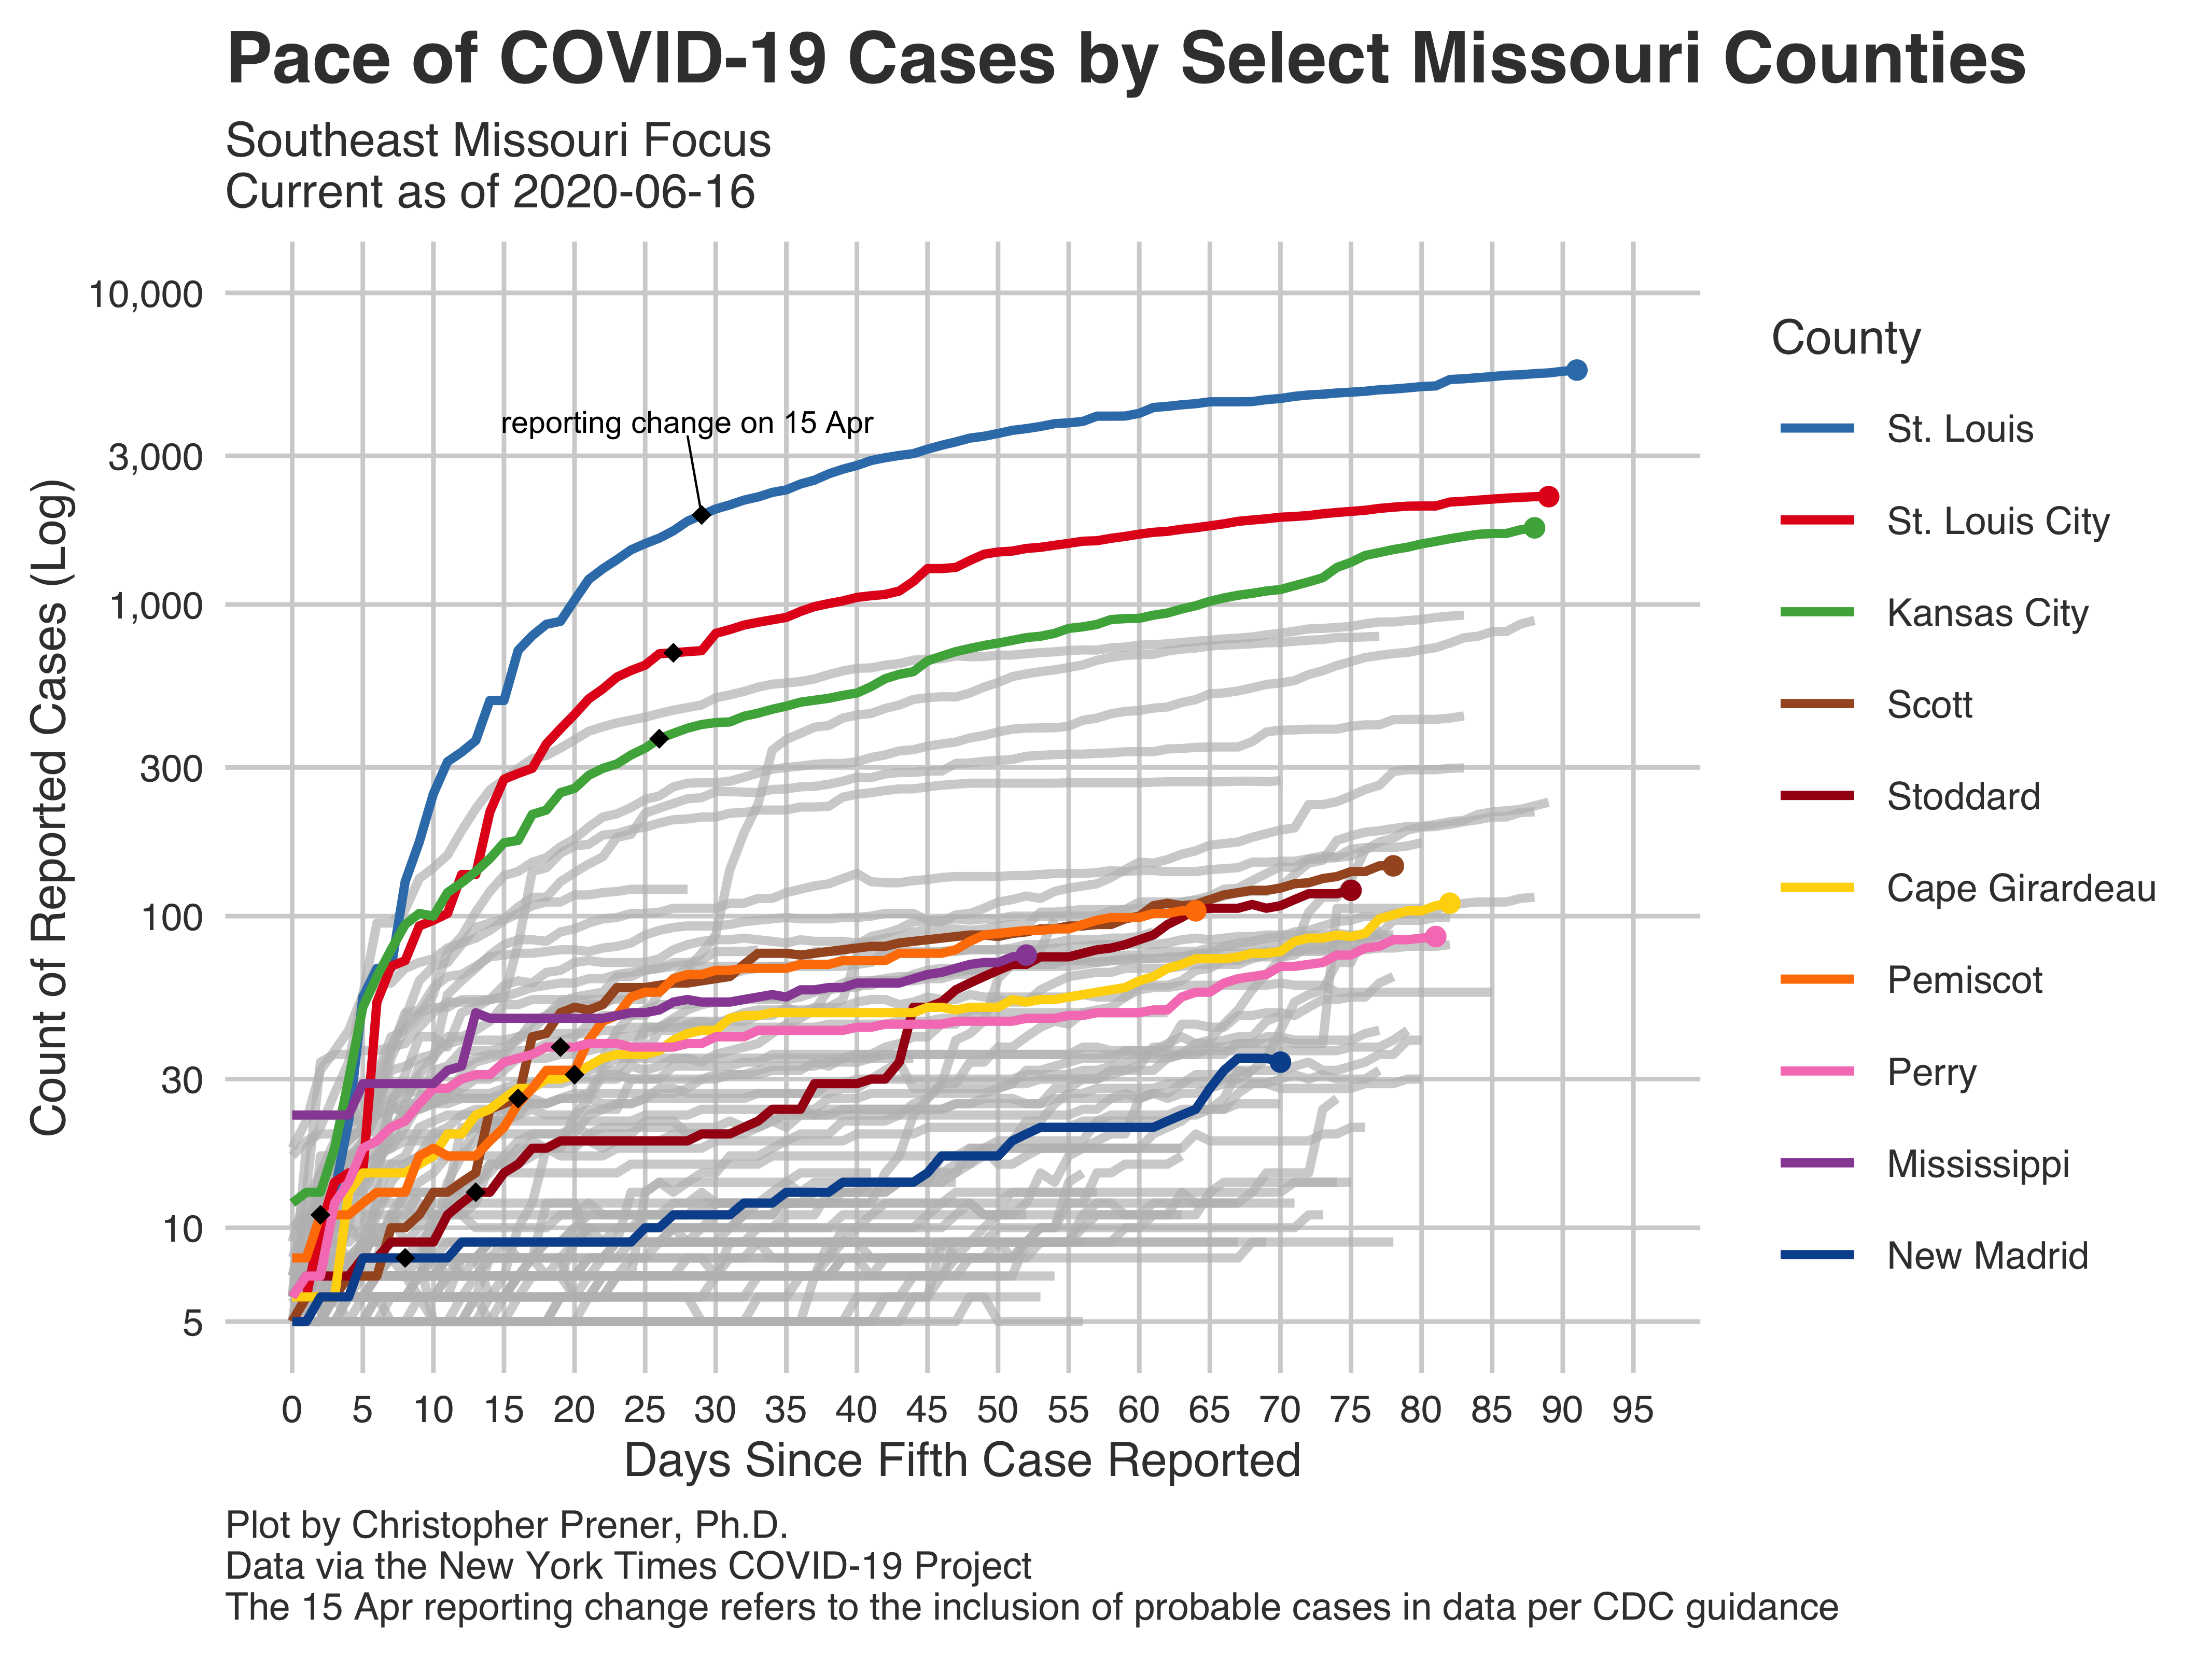 Pace of COVID-19 Cases by Select Missouri Counties
Southeast Missouri Focus
Current as of 2020-06-16
Count of Reported Cases (Log)
10,000
3,000
1,000
300
100
30
10
5
reporting change on 15 Apr
0 5 10 15 20 25 30 35 40 45 50 55 60 65 70 75 80 85 90 95
Days Since Fifth Case Reported
County
St. Louis
St. Louis City
Kansas City
Scott
Stoddard
Cape Girardeau
Pemiscot
Perry
Mississippi
New Madrid
Plot by Christopher Prener, Ph.D.
Data via the New York Times COVID-19 Project
The 15 Apr reporting change refers to the inclusion of probable cases in data per CDC guidance